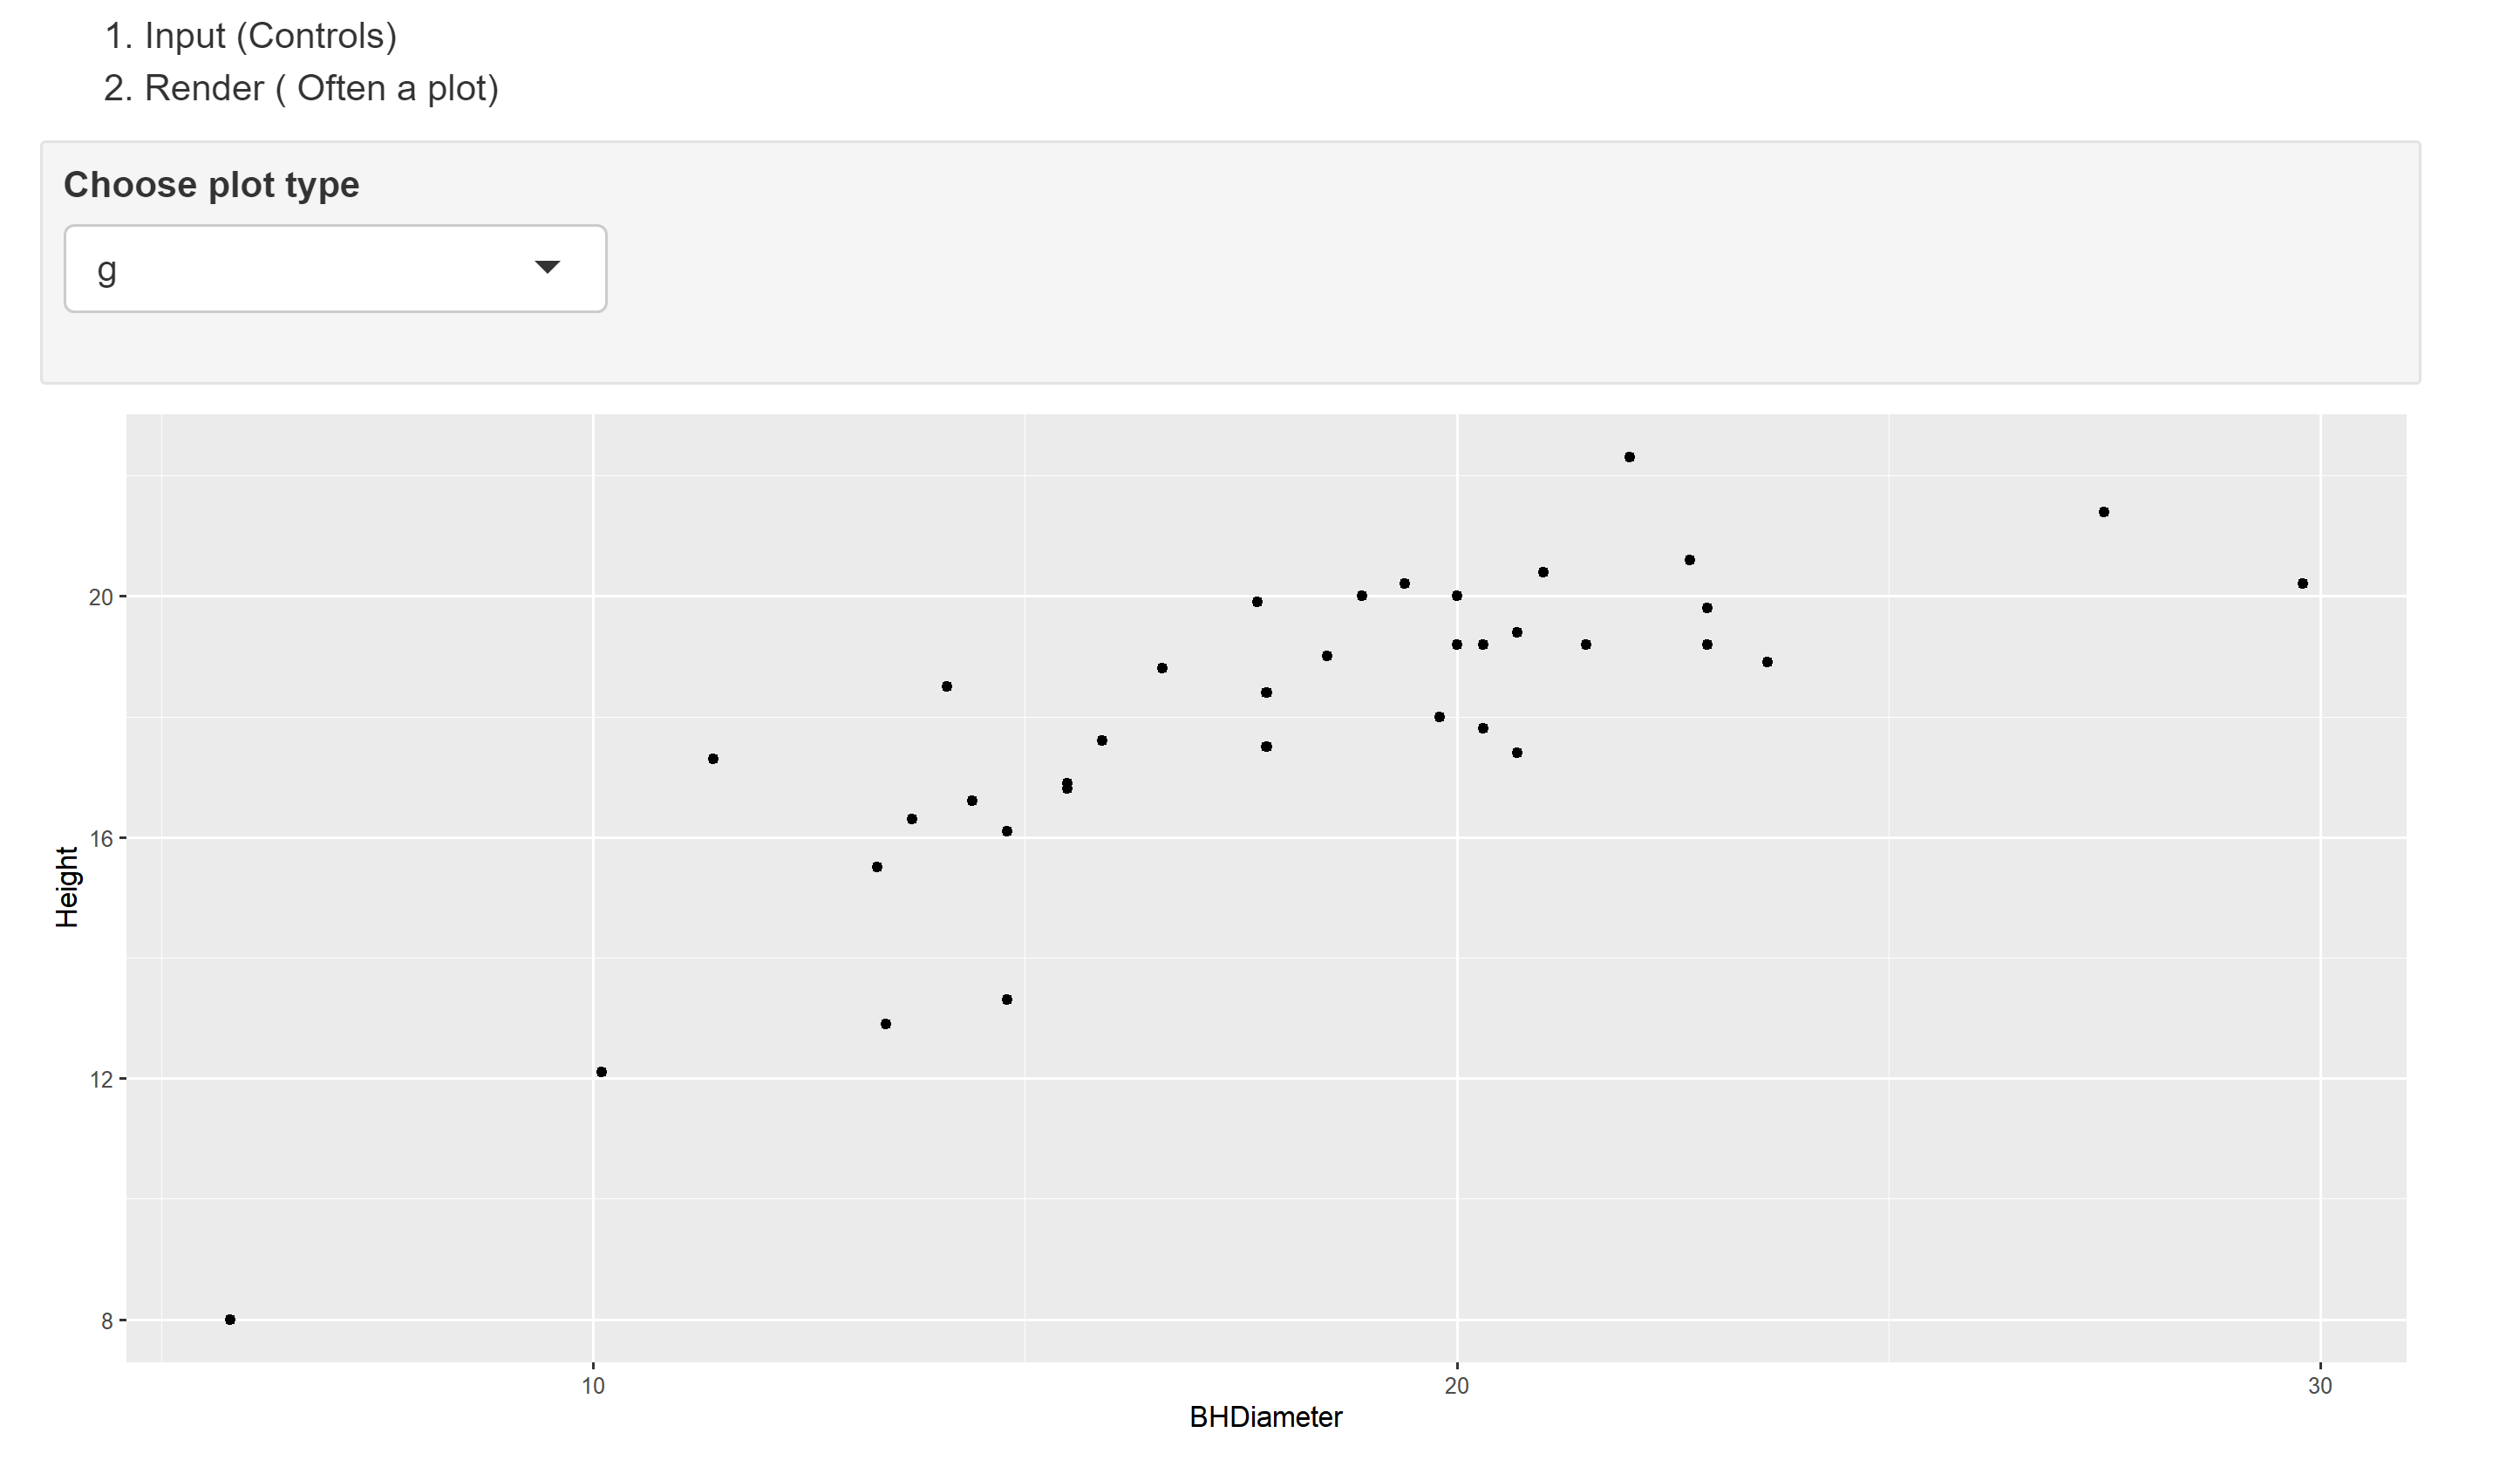 1. Input (Controls)
2. Render ( Often a plot)
Choose plot type
g
20
16
Height
12
8
10 20 30
BHDiameter